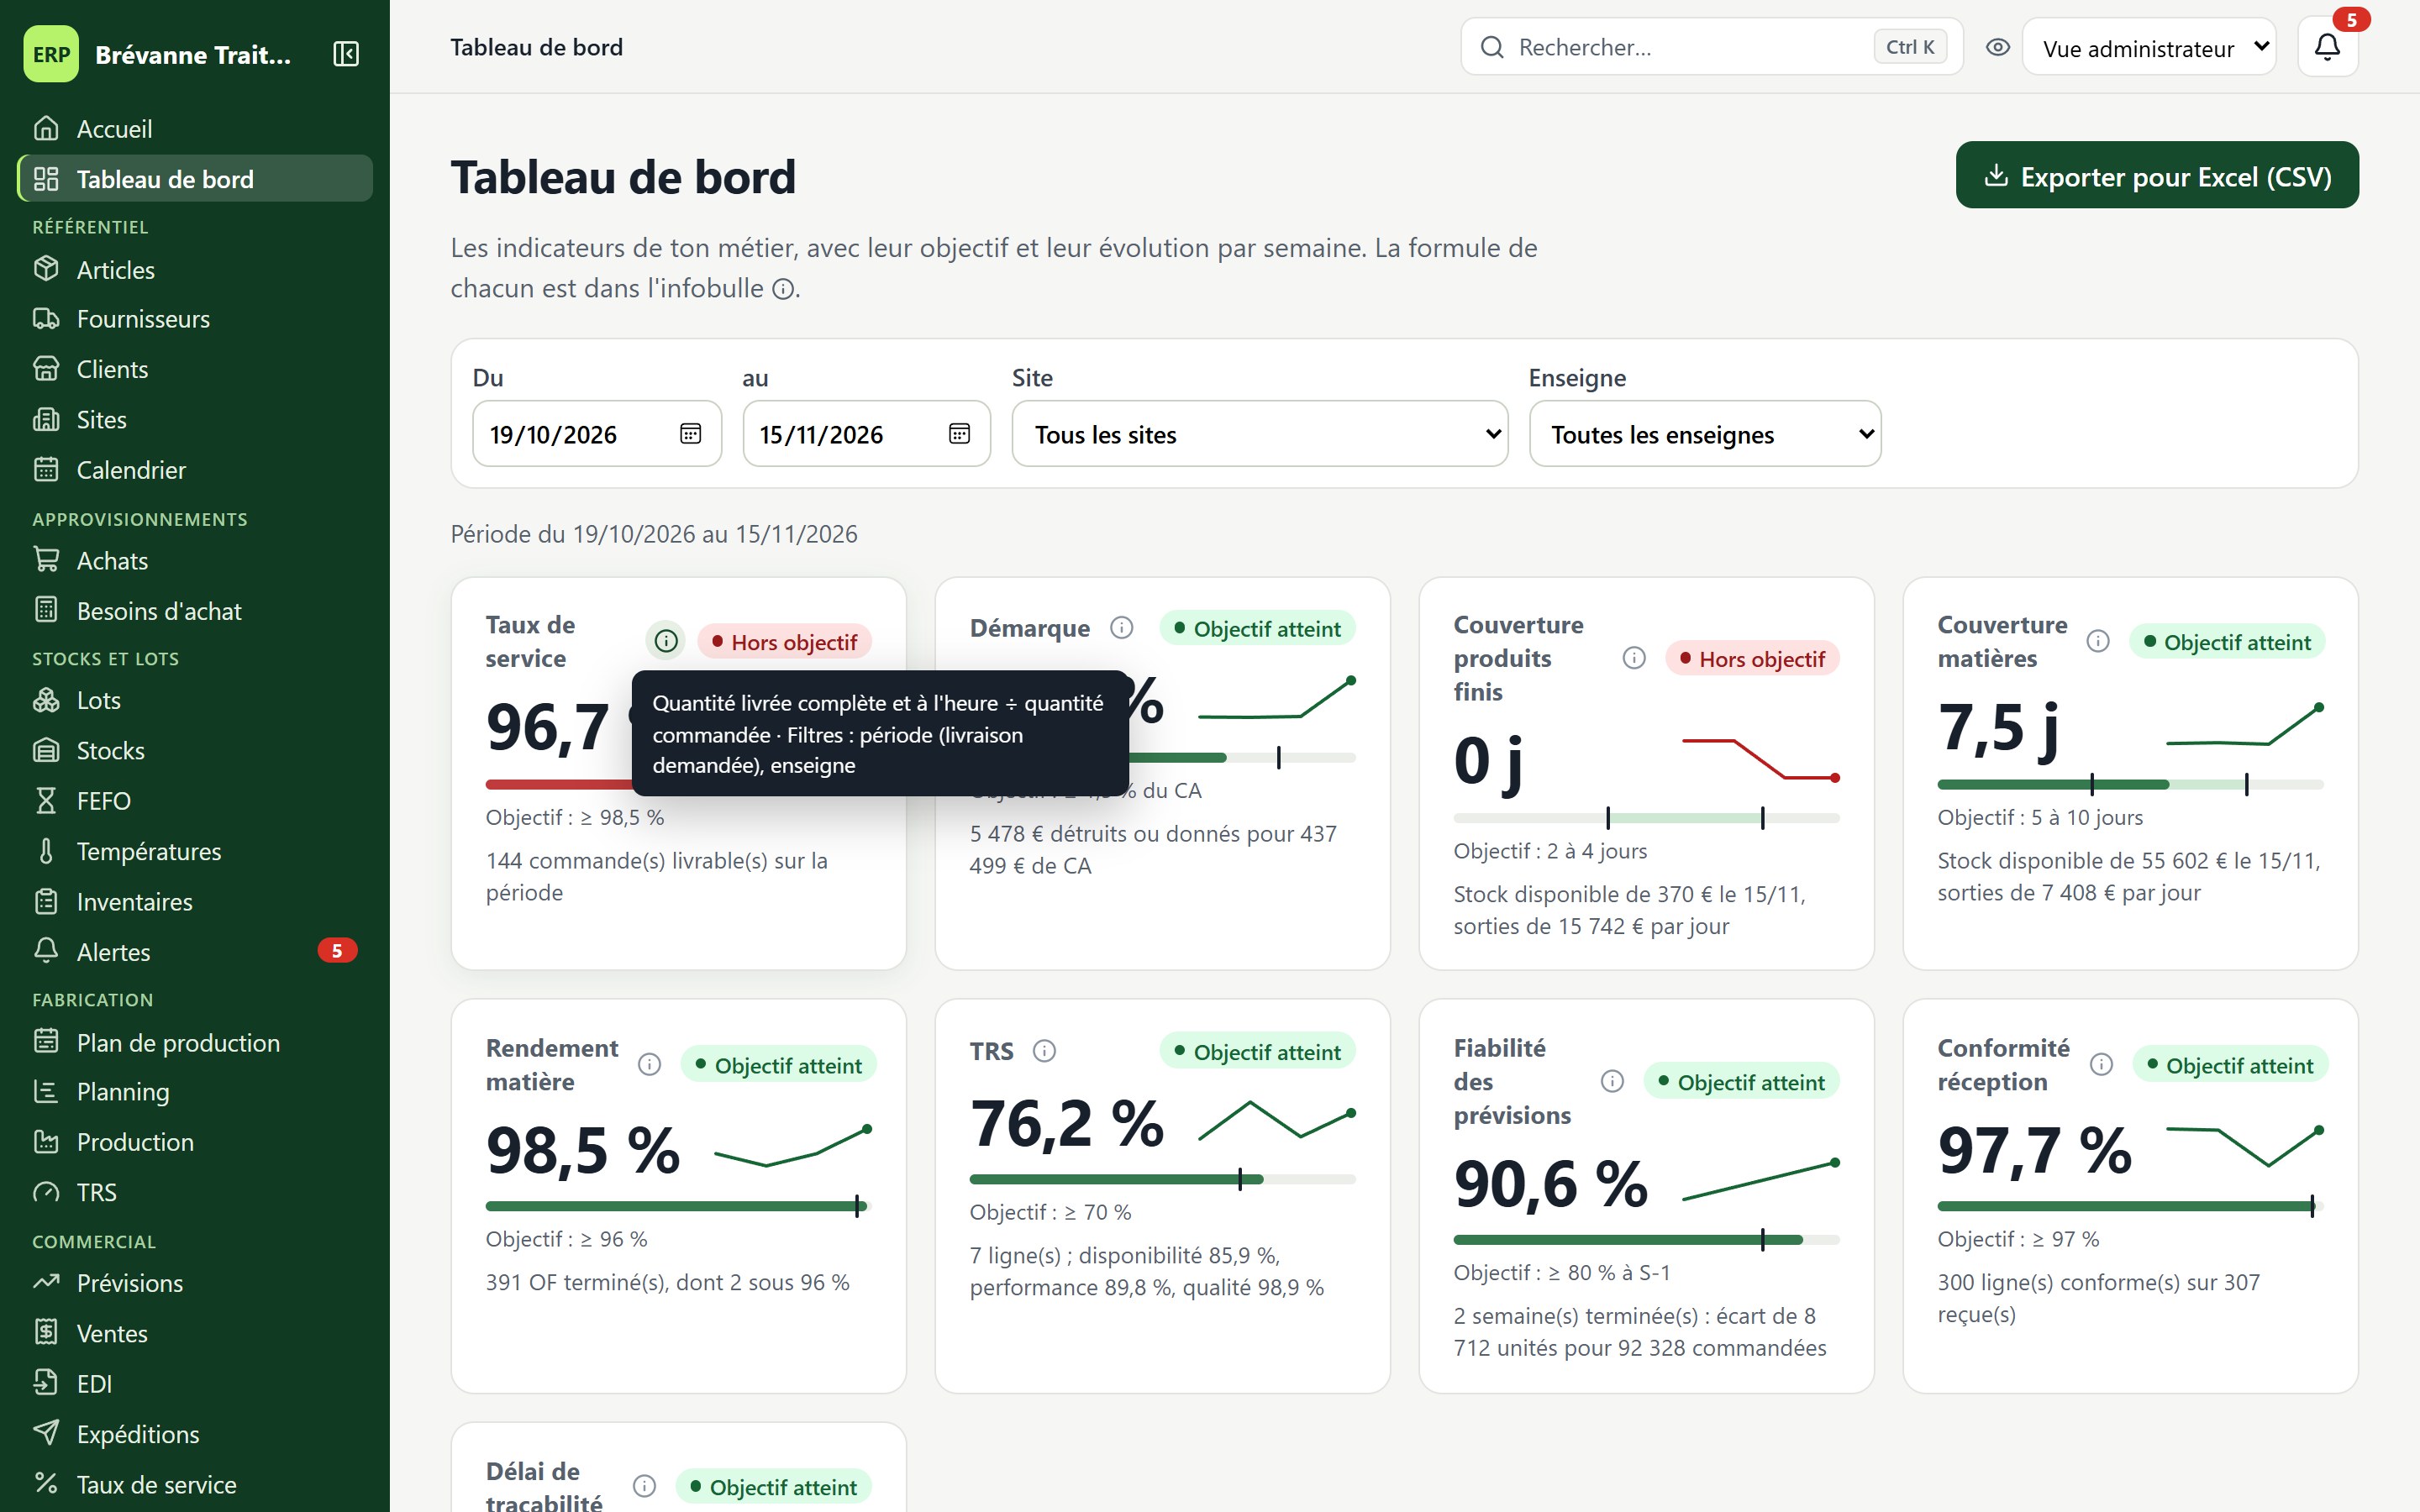 ERP
Brévanne Trait...
Accueil
Tableau de bord
RÉFÉRENTIEL
Articles
Fournisseurs
Clients
Sites
Calendrier
APPROVISIONNEMENTS
Achats
Besoins d'achat
STOCKS ET LOTS
Lots
Stocks
FEFO
Températures
Inventaires
Alertes
5
FABRICATION
Plan de production
Planning
Production
TRS
COMMERCIAL
Prévisions
Ventes
EDI
Expéditions
Taux de service
Tableau de bord
Rechercher...
Ctrl K
Vue administrateur
5
Tableau de bord
Exporter pour Excel (CSV)
Les indicateurs de ton métier, avec leur objectif et leur évolution par semaine. La formule de
chacun est dans l'infobulle.
Du
au
Site
Enseigne
19/10/2026
15/11/2026
Tous les sites
Toutes les enseignes
Période du 19/10/2026 au 15/11/2026
Taux de
service
Hors objectif
96,7
Quantité livrée complète et à l'heure ÷ quantité
commandée · Filtres : période (livraison
demandée), enseigne
Objectif : ≥ 98,5 %
144 commande(s) livrable(s) sur la
période
Démarque
Objectif atteint
%
% du CA
5 478 € détruits ou donnés pour 437
499 € de CA
Couverture
produits
finis
Hors objectif
0 j
Objectif : 2 à 4 jours
Stock disponible de 370 € le 15/11,
sorties de 15 742 € par jour
Couverture
matières
Objectif atteint
7,5 j
Objectif : 5 à 10 jours
Stock disponible de 55 602 € le 15/11,
sorties de 7 408 € par jour
Rendement
matière
Objectif atteint
98,5 %
Objectif : ≥ 96 %
391 OF terminé(s), dont 2 sous 96 %
TRS
Objectif atteint
76,2 %
Objectif : ≥ 70 %
7 ligne(s) ; disponibilité 85,9 %,
performance 89,8 %, qualité 98,9 %
Fiabilité
des
prévisions
Objectif atteint
90,6 %
Objectif : ≥ 80 % à S-1
2 semaine(s) terminée(s) : écart de 8
712 unités pour 92 328 commandées
Conformité
réception
Objectif atteint
97,7 %
Objectif : ≥ 97 %
300 ligne(s) conforme(s) sur 307
reçue(s)
Délai de
traçabilité
Objectif atteint